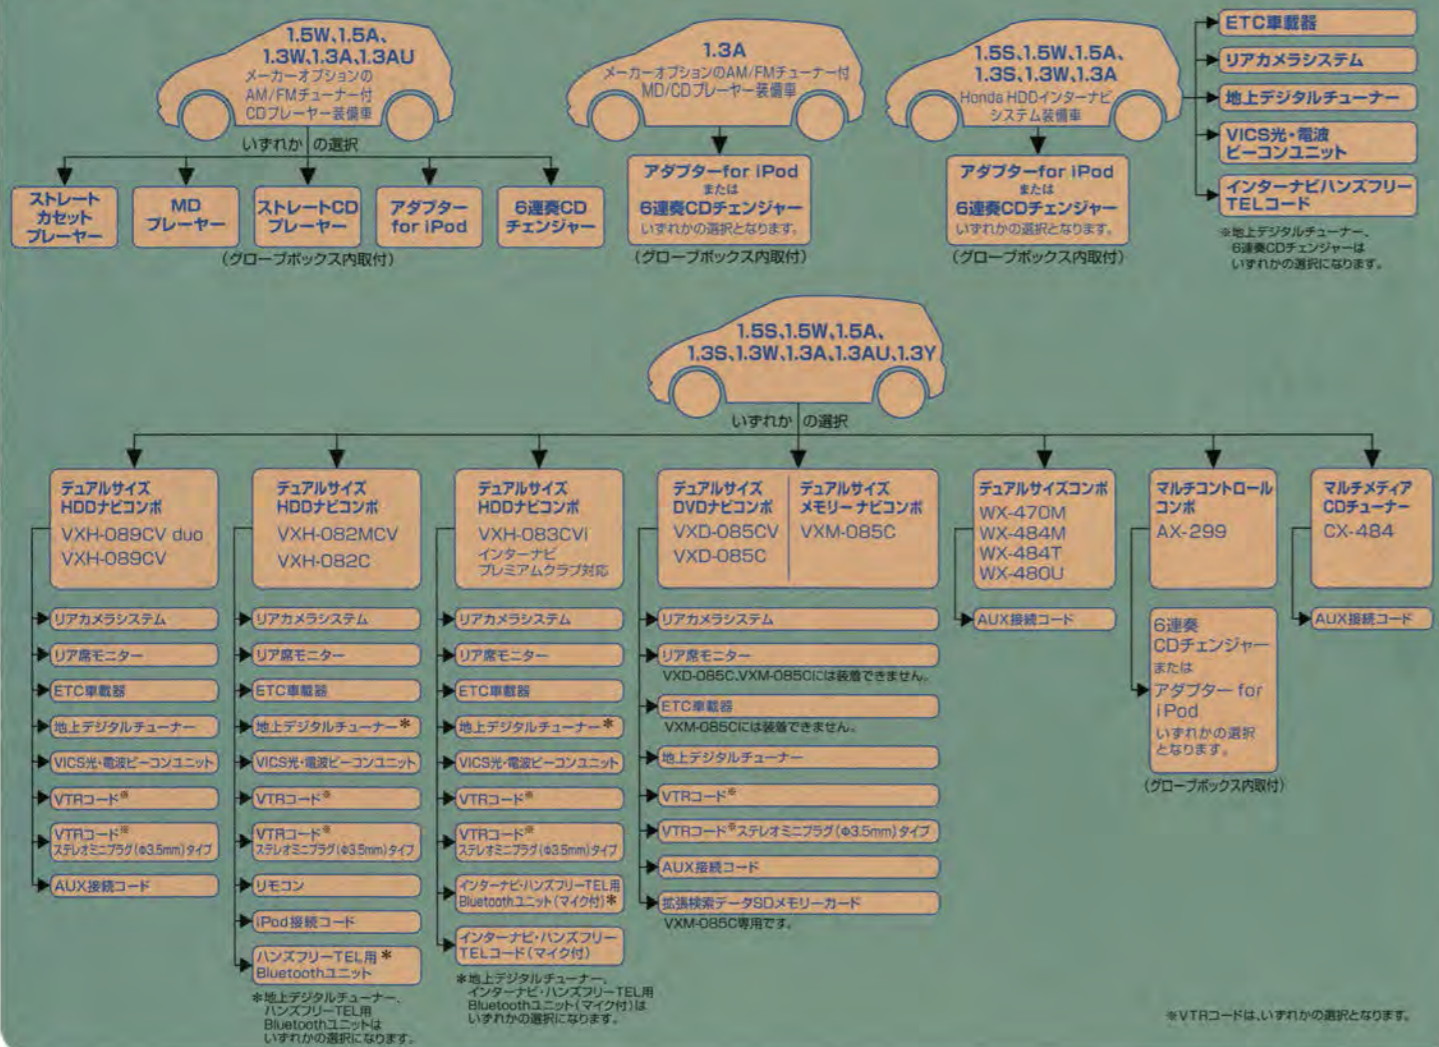 1.5W、1.5A、
1.3W、1.3A、1.3AU
メーカーオプションの
AM/FMチューナー付
CDプレーヤー装備車
いずれか の選択
ストレート
カセット
プレーヤー
MD
プレーヤー
ストレートCD
プレーヤー
アダプター
for iPod
6連奏CD
チェンジャー
(グローブボックス内取付)
1.3A
メーカーオプションのAM/FMチューナー付
MD/CDプレーヤー装備車
アダプターfor iPod
または
6連奏CDチェンジャー
いずれかの選択となります。
(グローブボックス内取付)
1.5S、1.5W、1.5A、
1.3S、1.3W、1.3A
Honda HDDインターナビ
システム装備車
アダプターfor iPod
または
6連奏CDチェンジャー
いずれかの選択となります。
(グローブボックス内取付)
ETC車載器
リアカメラシステム
地上デジタルチューナー
VICS光・電波
ビーコンユニット
インターナビハンズフリー
TELコード
※地上デジタルチューナー、
6連奏CDチェンジャーは
いずれかの選択になります。
1.5S、1.5W、1.5A、
1.3S、1.3W、1.3A、1.3AU、1.3Y
いずれか の選択
デュアルサイズ
HDDナビコンポ
VXH-089CV duo
VXH-089CV
リアカメラシステム
リア席モニター
ETC車載器
地上デジタルチューナー
VICS光・電波ビーコンユニット
VTRコード※
VTRコード※
ステレオミニプラグ(Φ3.5mm)タイプ
AUX接続コード
デュアルサイズ
HDDナビコンポ
VXH-082MCV
VXH-082C
リアカメラシステム
リア席モニター
ETC車載器
地上デジタルチューナー*
VICS光・電波ビーコンユニット
VTRコード※
VTRコード※
ステレオミニプラグ(Φ3.5mm)タイプ
リモコン
iPod接続コード
ハンズフリーTEL用*
Bluetoothユニット
*地上デジタルチューナー、
ハンズフリーTEL用
Bluetoothユニットは
いずれかの選択になります。
デュアルサイズ
HDDナビコンポ
VXH-083CVi
インターナビ
プレミアムクラブ対応
リアカメラシステム
リア席モニター
ETC車載器
地上デジタルチューナー*
VICS光・電波ビーコンユニット
VTRコード※
VTRコード※
ステレオミニプラグ(Φ3.5mm)タイプ
インターナビ・ハンズフリーTEL用
Bluetoothユニット(マイク付)*
インターナビ・ハンズフリー
TELコード(マイク付)
*地上デジタルチューナー、
インターナビ・ハンズフリーTEL用
Bluetoothユニット(マイク付)は
いずれかの選択になります。
デュアルサイズ
DVDナビコンポ
VXD-085CV
VXD-085C
デュアルサイズ
メモリーナビコンポ
VXM-085C
リアカメラシステム
リア席モニター
VXD-085C、VXM-085Cには装着できません。
ETC車載器
VXM-085Cには装着できません。
地上デジタルチューナー
VTRコード※
VTRコード※ステレオミニプラグ(Φ3.5mm)タイプ
AUX接続コード
拡張検索データSDメモリーカード
VXM-085C専用です。
デュアルサイズコンポ
WX-470M
WX-484M
WX-484T
WX-480U
AUX接続コード
マルチコントロール
コンポ
AX-299
6連奏
CDチェンジャー
または
アダプター for
iPod
いずれかの選択
となります。
(グローブボックス内取付)
マルチメディア
CDチューナー
CX-484
AUX接続コード
※VTRコードは、いずれかの選択となります。